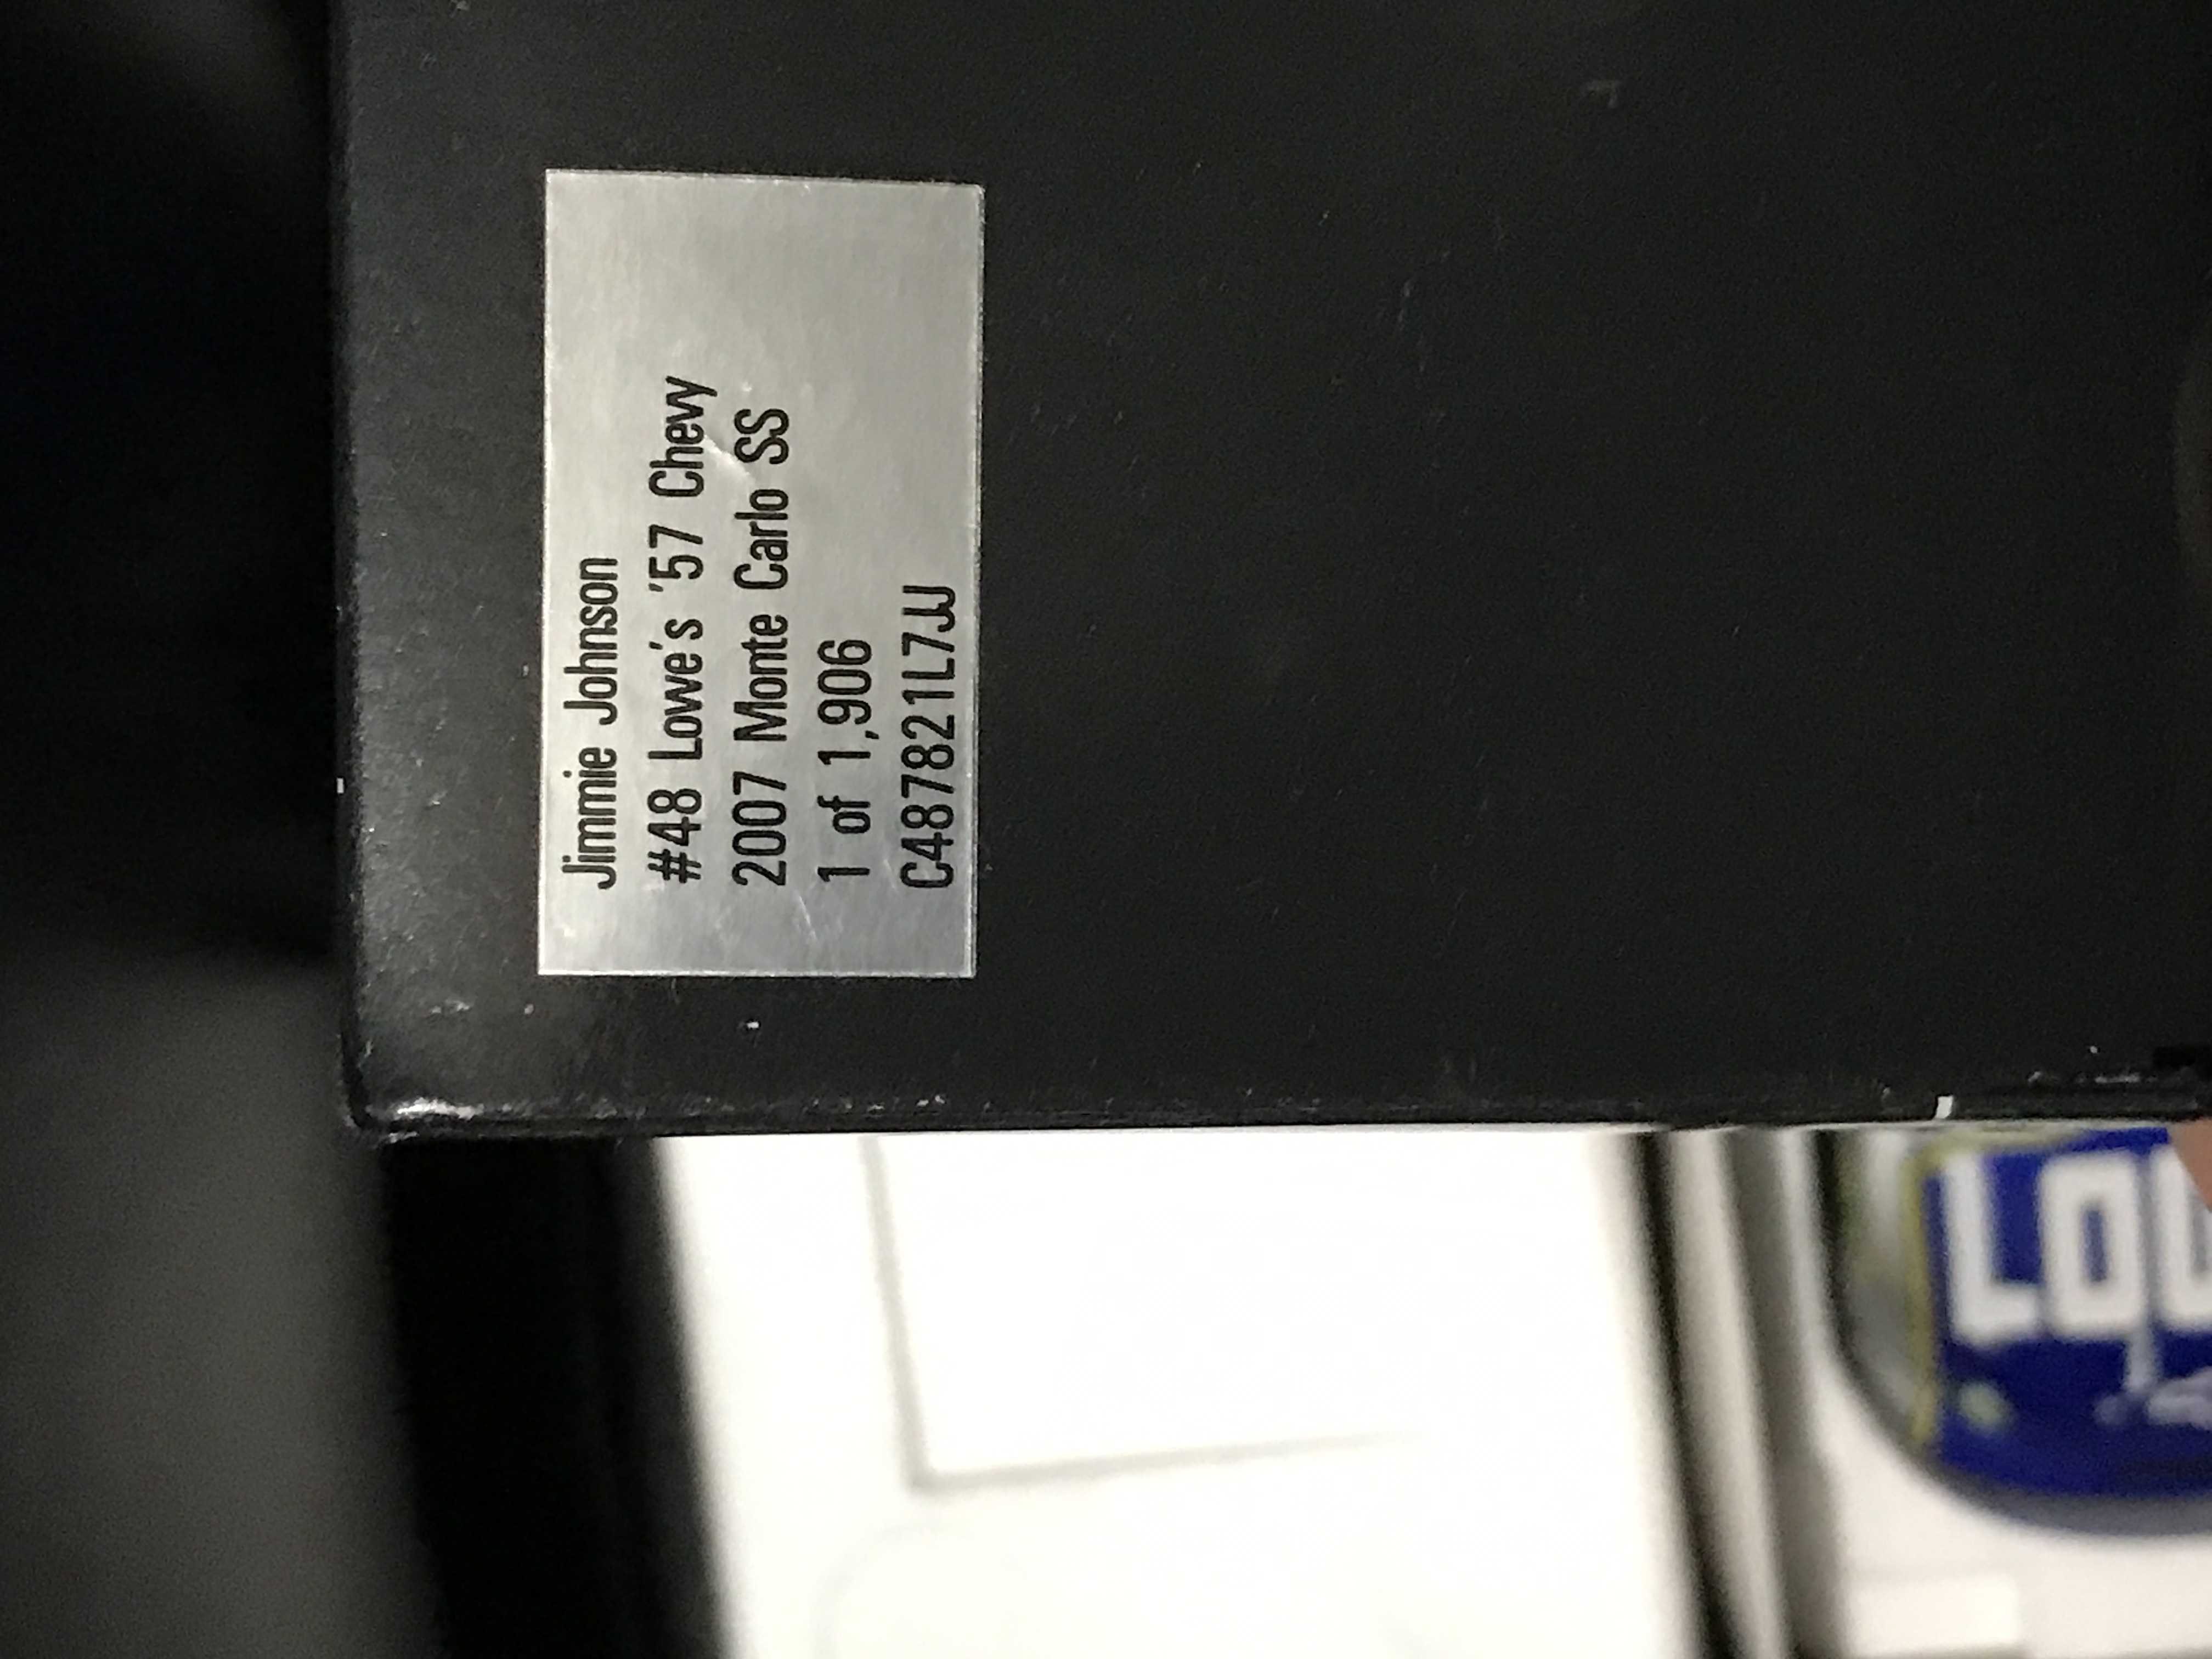 Jimmie Johnson
#48 Lowe's '57 Chevy
2007 Monte Carlo SS
1 of 1,906
C487821L7JJ